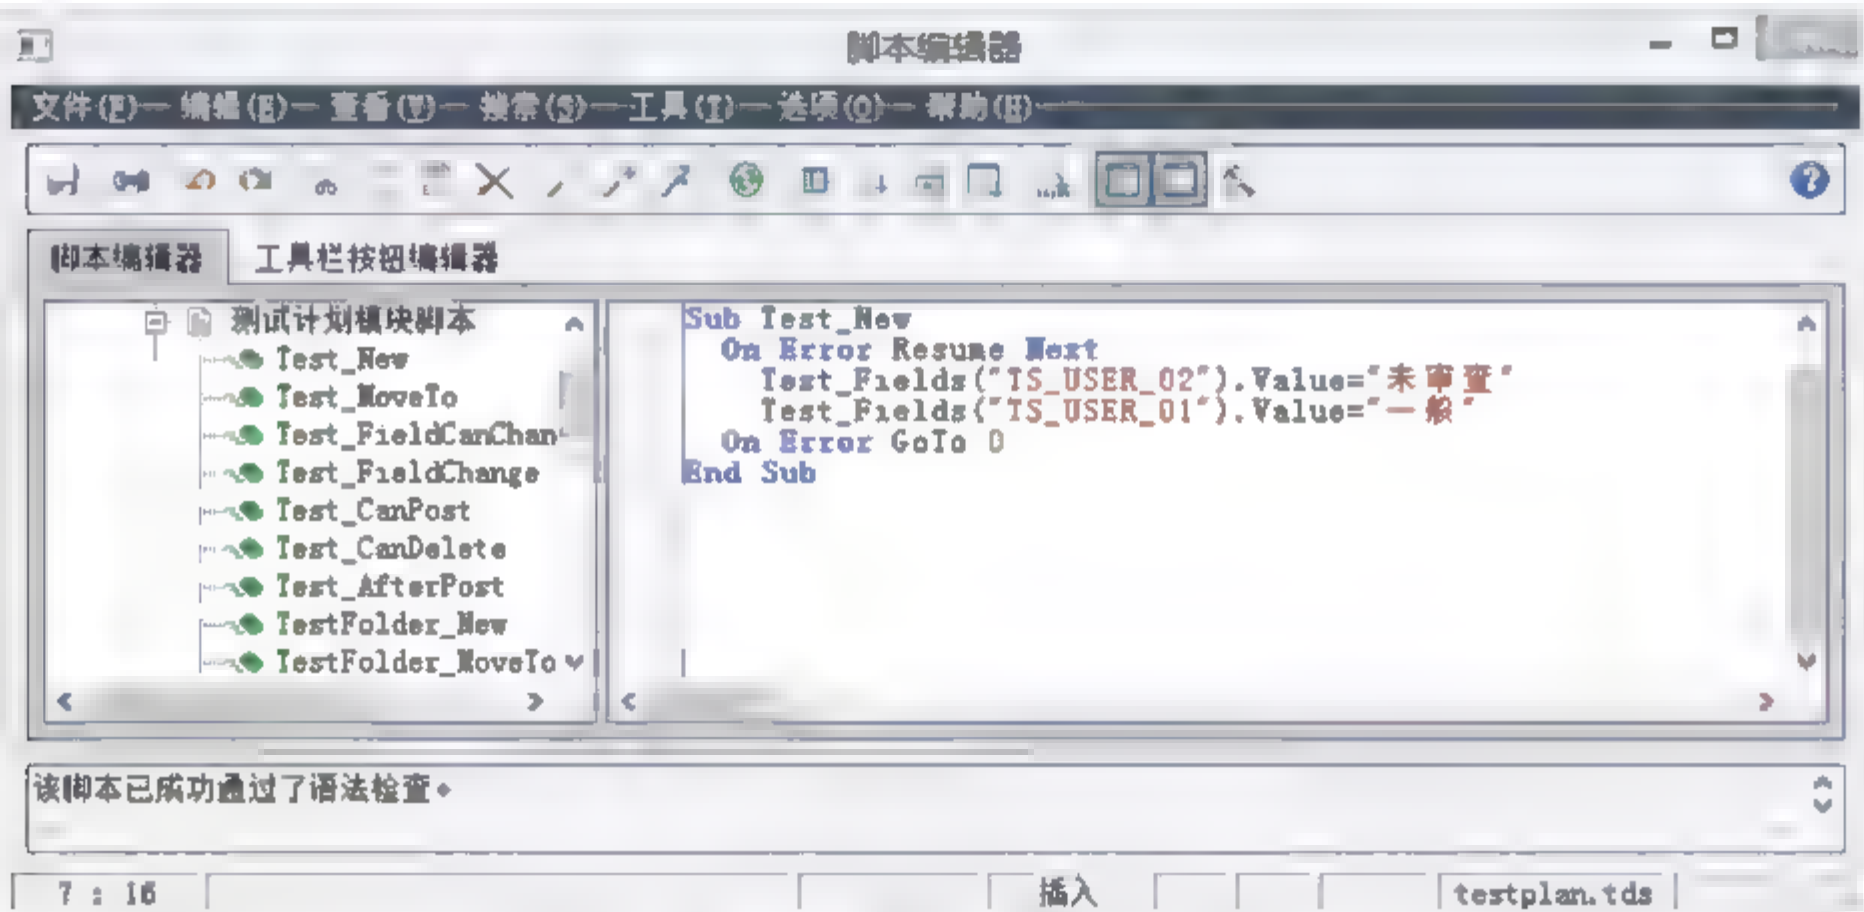 脚本编辑器
文件(F) 编辑(E) 查看(V) 搜索(S) 工具(T) 选项(O) 帮助(H)
脚本编辑器 工具栏按钮编辑器
测试计划模块脚本
Test_New
Test_MoveTo
Test_FieldCanChan
Test_FieldChange
Test_CanPost
Test_CanDelete
Test_AfterPost
TestFolder_New
TestFolder_MoveTo
Sub Test_New
On Error Resume Next
Test_Fields("TS_USER_02").Value="未审查"
Test_Fields("TS_USER_01").Value="一般"
On Error GoTo 0
End Sub
该脚本已成功通过了语法检查。
7 : 16 插入 testplan.tds